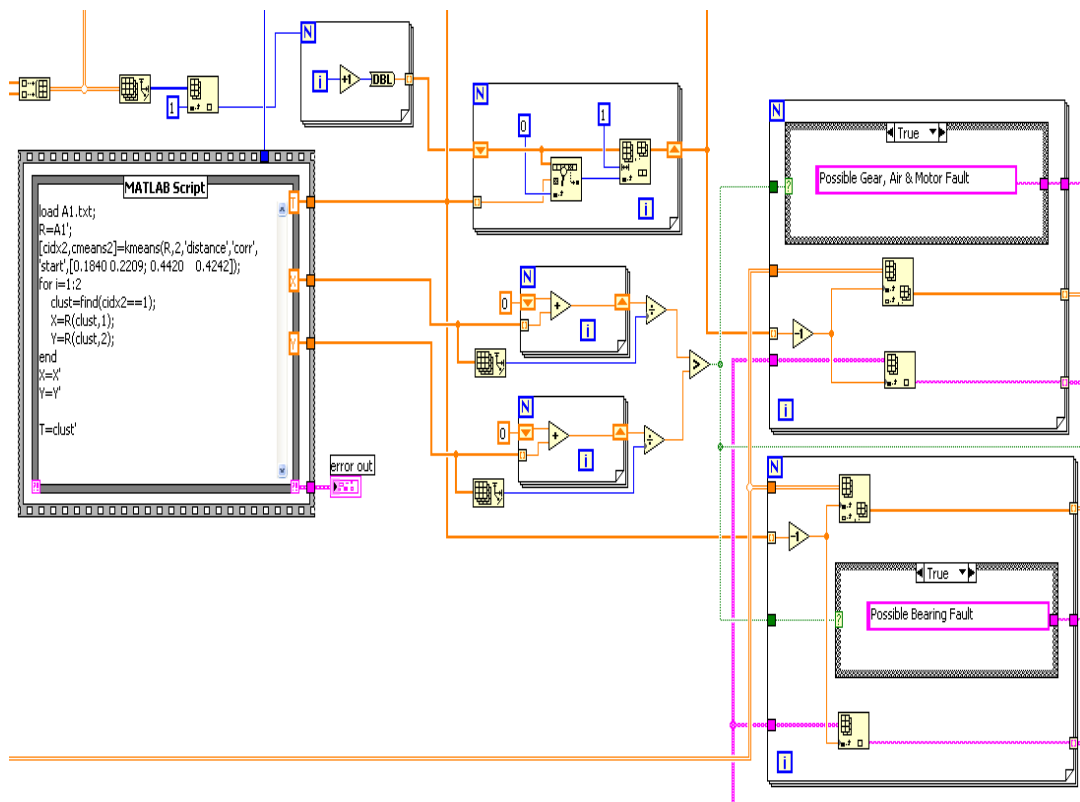 N
i
+1
DBL
1
N
0
1
i
N
True
Possible Gear, Air & Motor Fault
-1
i
MATLAB Script
load A1.txt;
R=A1';
[cidx2,cmeans2]=kmeans(R,2,'distance','corr',
'start',[0.1840 0.2209; 0.4420 0.4242]);
for i=1:2
clust=find(cidx2==1);
X=R(clust,1);
Y=R(clust,2);
end
X=X'
Y=Y'
T=clust'
T
X
Y
error out
N
0
+
i
÷
>
N
0
+
i
÷
N
-1
True
Possible Bearing Fault
i